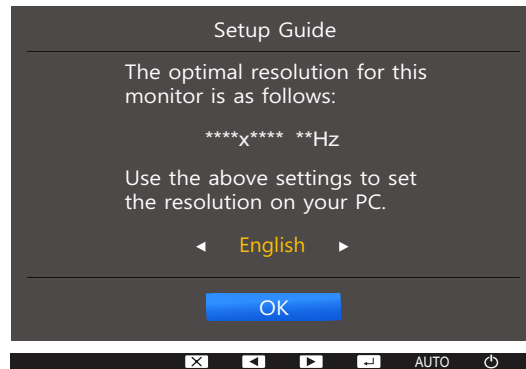 Setup Guide
The optimal resolution for this
monitor is as follows:
****x**** **Hz
Use the above settings to set
the resolution on your PC.
English
OK
AUTO